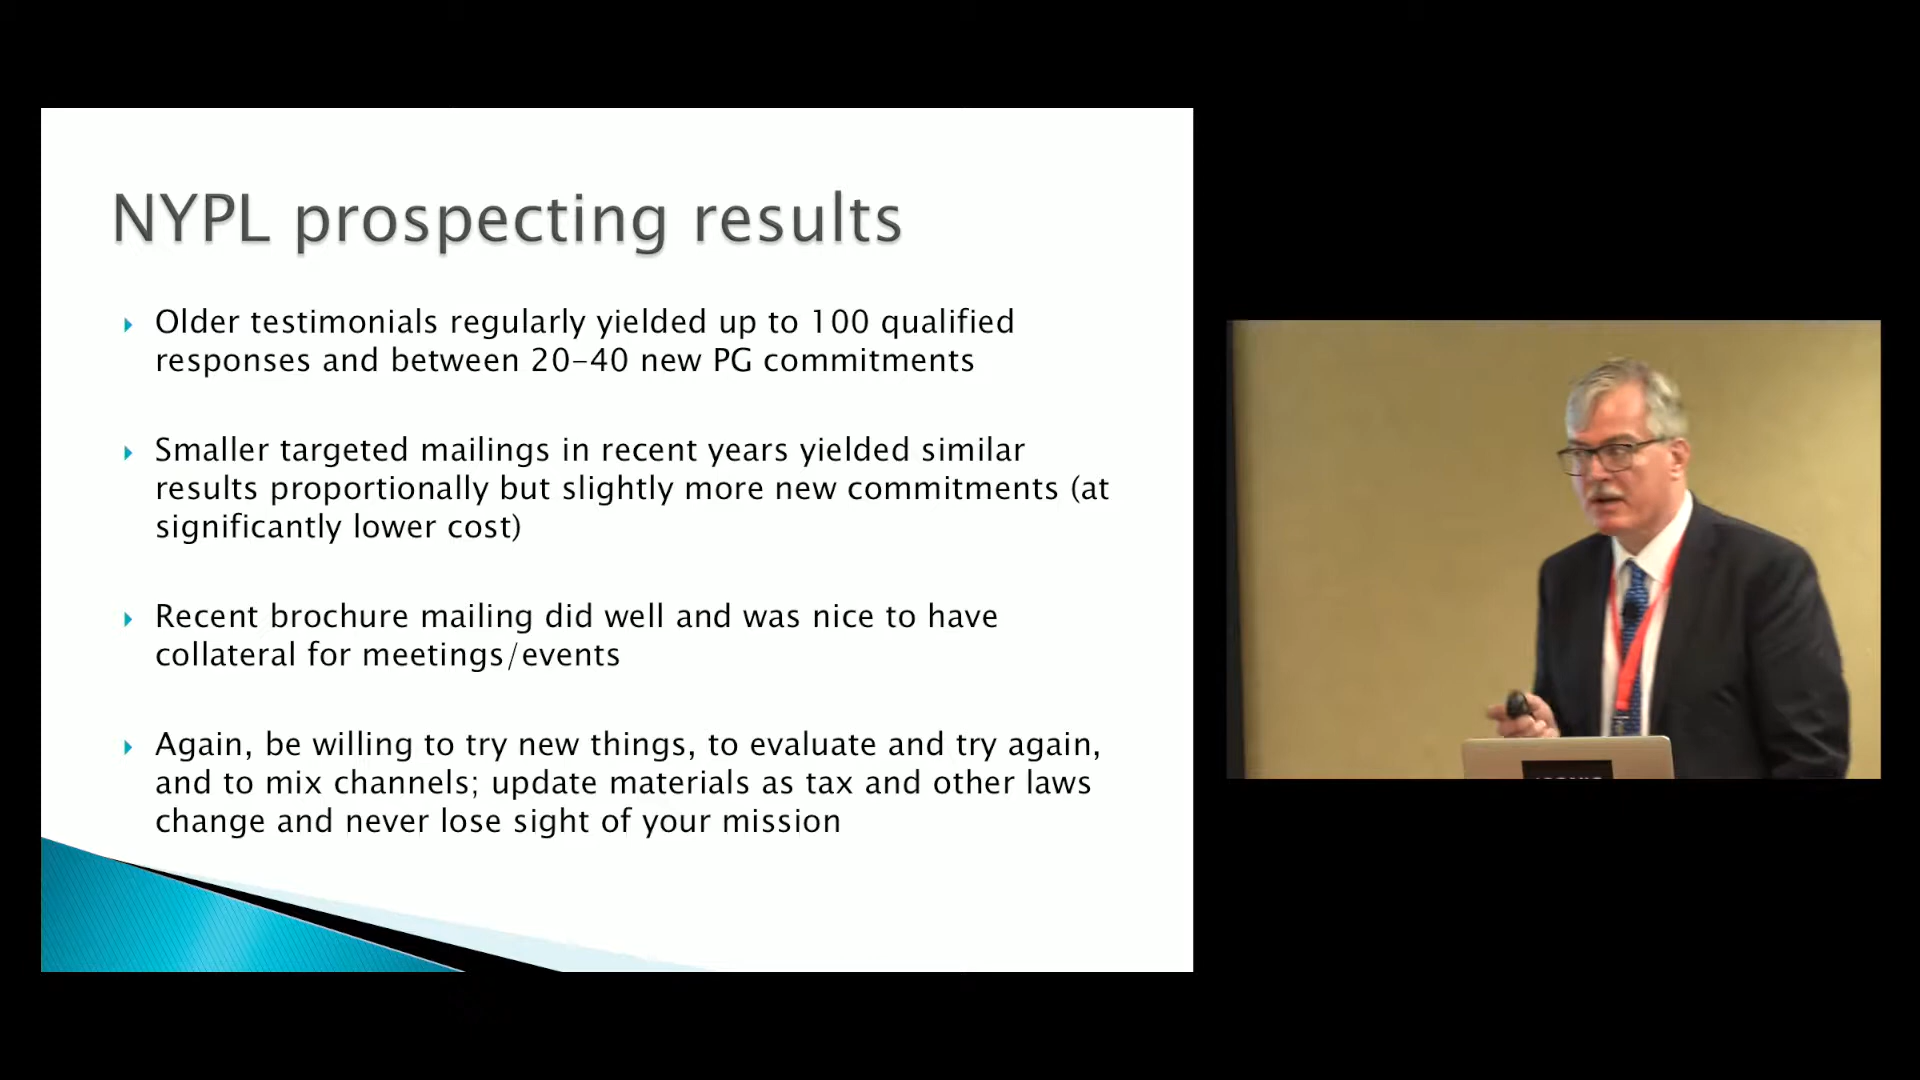 NYPL prospecting results
Older testimonials regularly yielded up to 100 qualified
responses and between 20-40 new PG commitments
Smaller targeted mailings in recent years yielded similar
results proportionally but slightly more new commitments (at
significantly lower cost)
Recent brochure mailing did well and was nice to have
collateral for meetings/events
Again, be willing to try new things, to evaluate and try again,
and to mix channels; update materials as tax and other laws
change and never lose sight of your mission